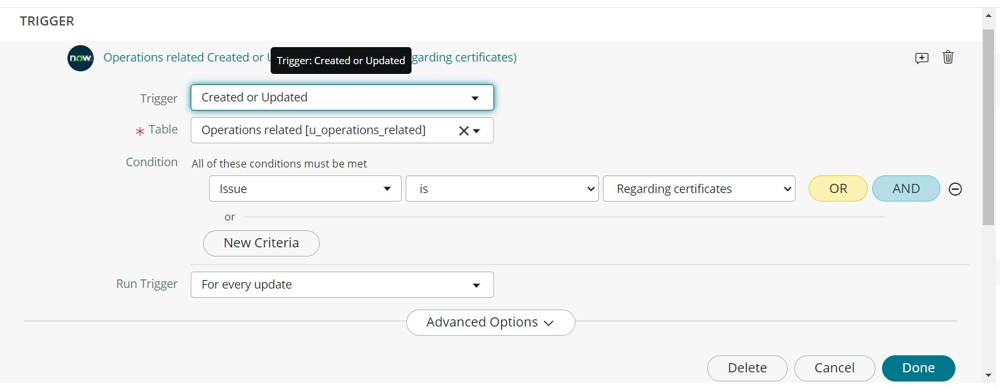 TRIGGER
now
Operations related Created or
Trigger: Created or Updated
garding certificates)
Trigger
Created or Updated
* Table
Operations related [u_operations_related]
Condition
All of these conditions must be met
Issue
is
Regarding certificates
OR
AND
or
New Criteria
Run Trigger
For every update
Advanced Options
Delete
Cancel
Done